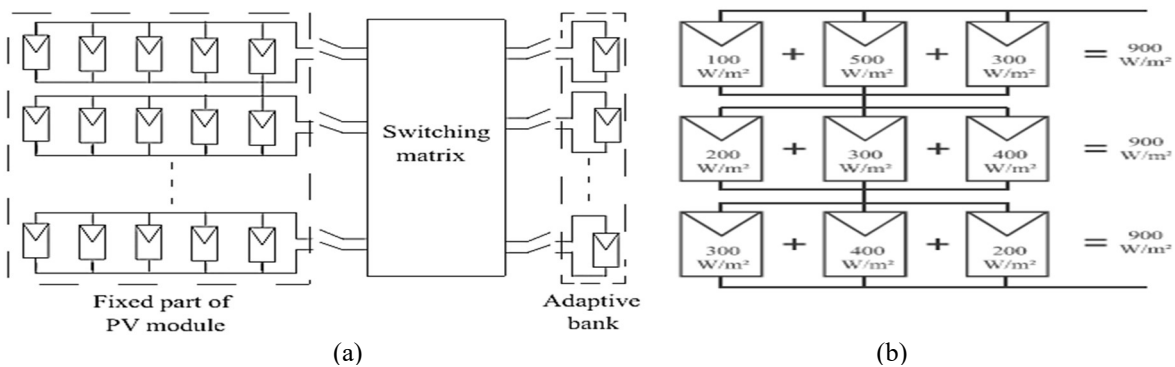 Switching
matrix
Fixed part of
PV module
Adaptive
bank
(a)
100
W/m²
+
500
W/m²
+
300
W/m²
=
900
W/m²
200
W/m²
+
300
W/m²
+
400
W/m²
=
900
W/m²
300
W/m²
+
400
W/m²
+
200
W/m²
=
900
W/m²
(b)